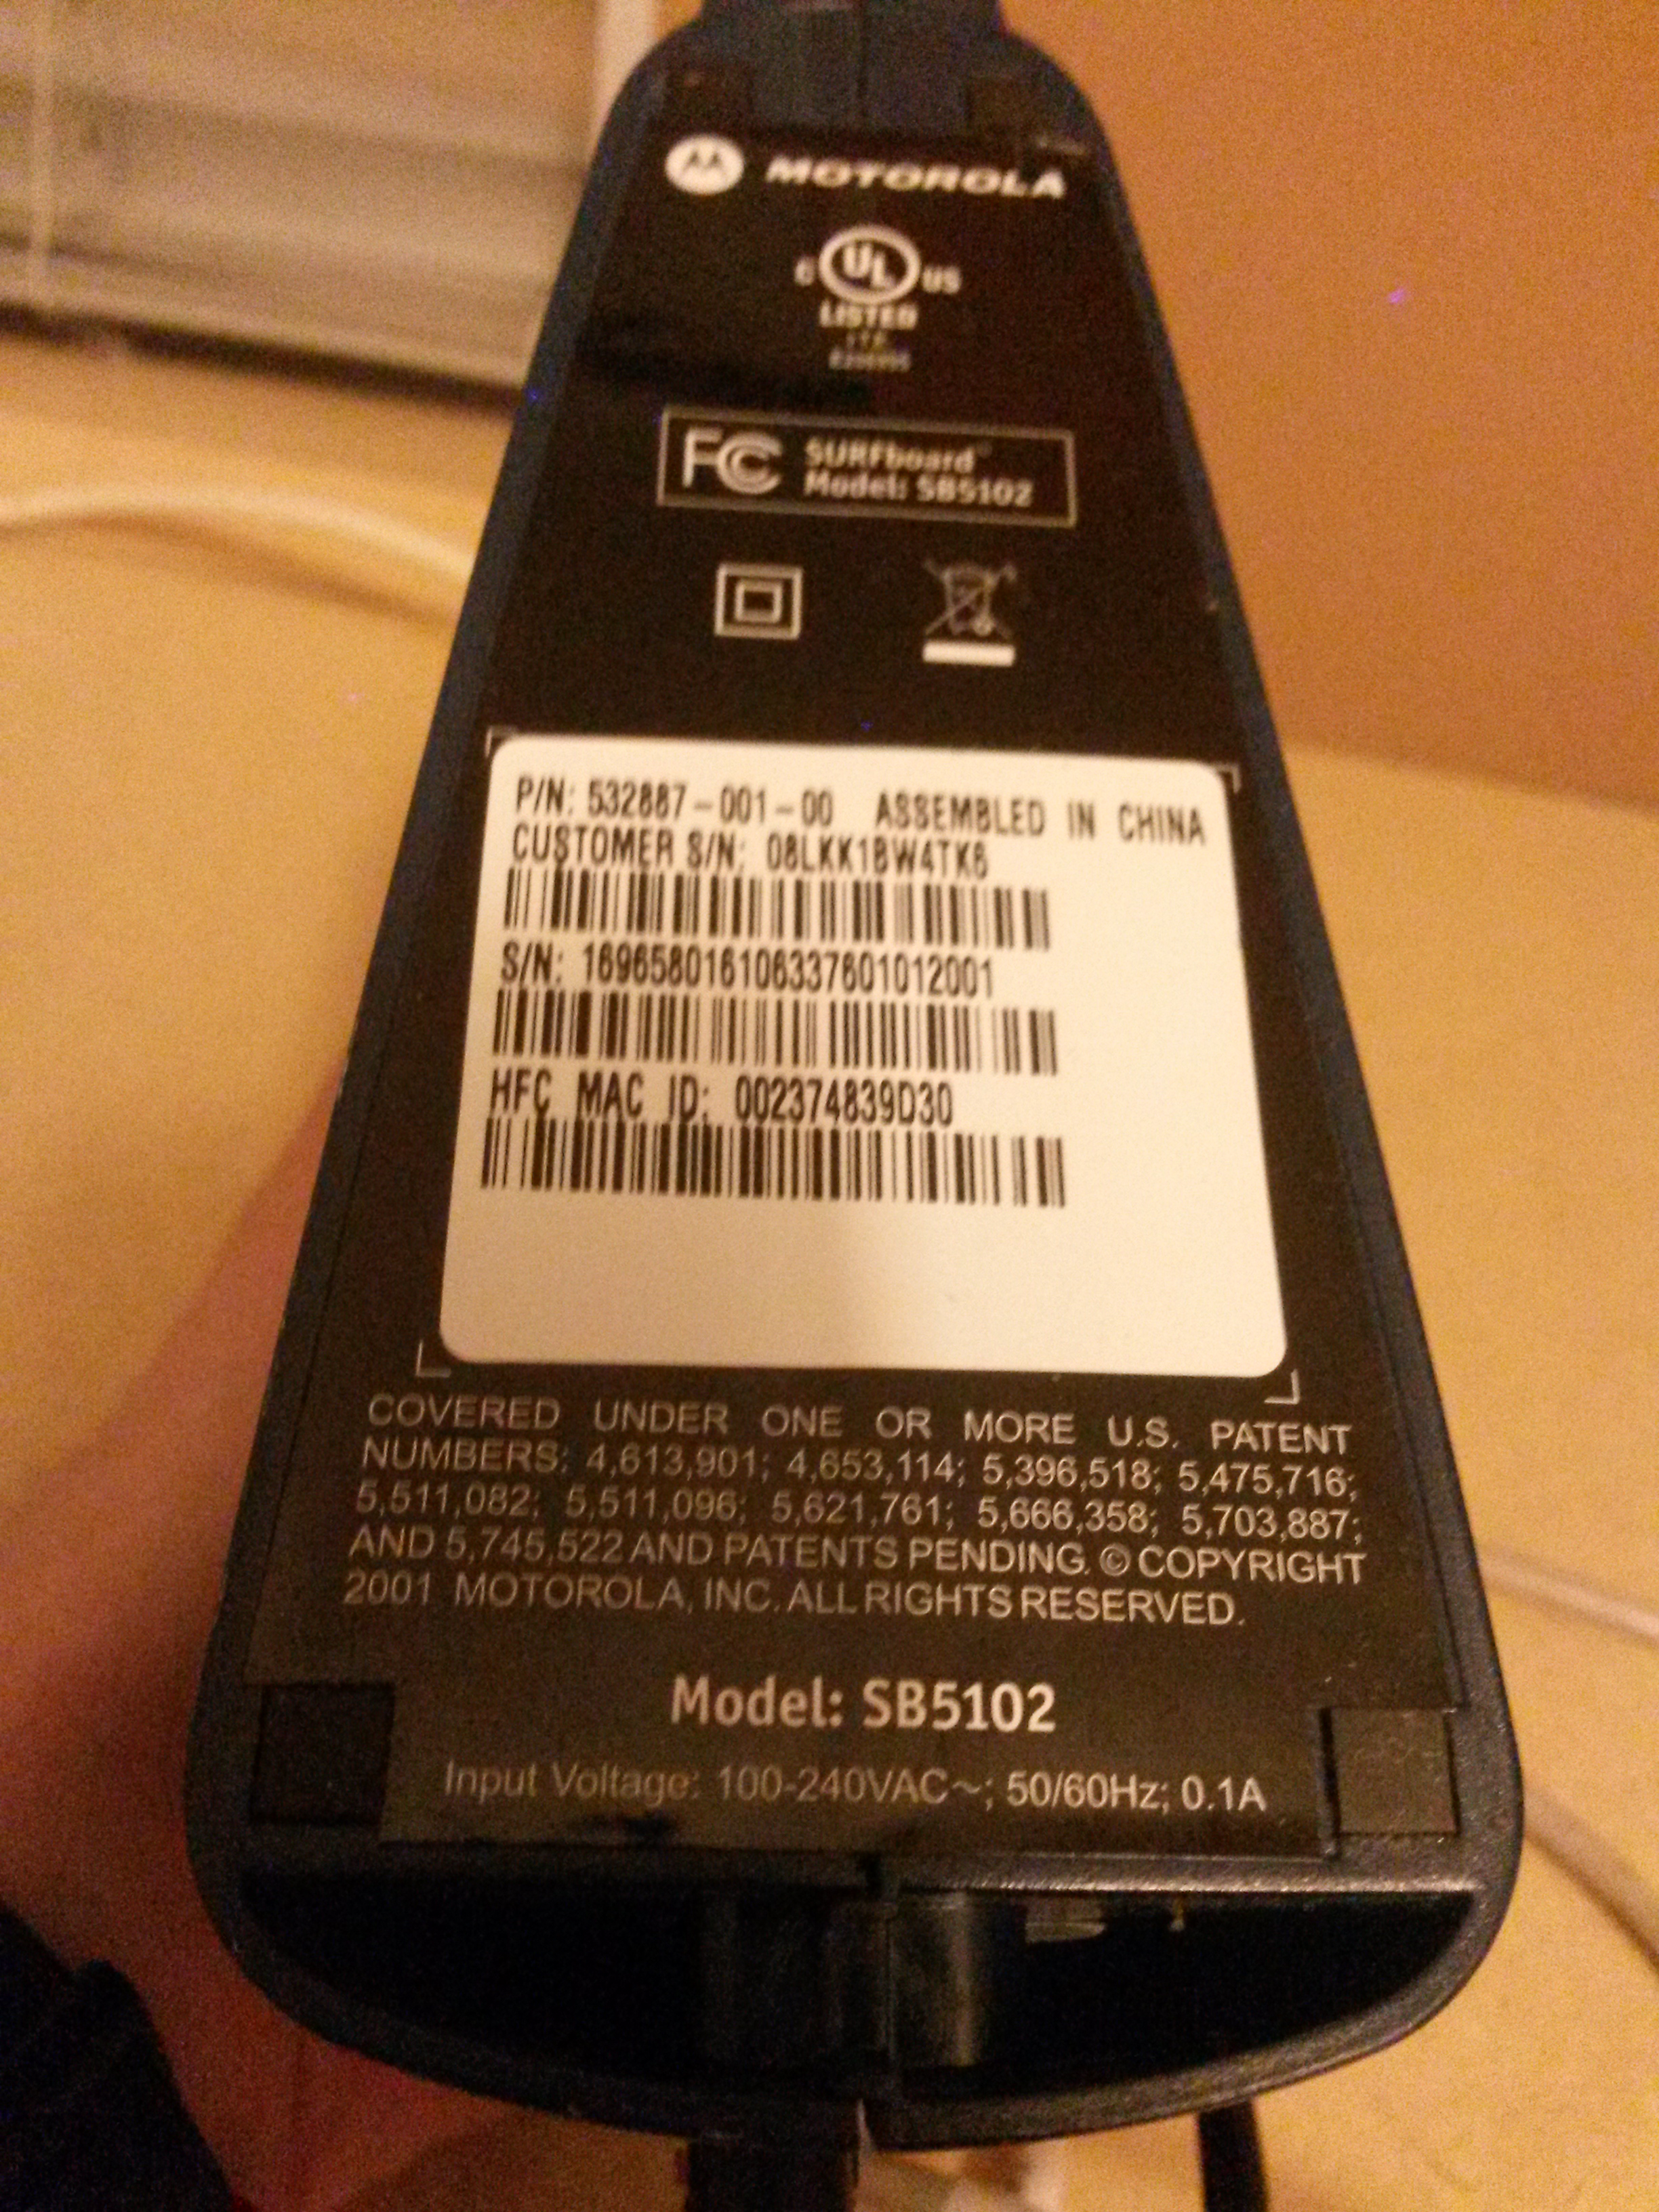 MOTOROLA
C UL US
LISTED
FC SURFboard™
Model: SB5102
P/N: 532887-001-00 ASSEMBLED IN CHINA
CUSTOMER S/N: 08LKK1BW4TK6
S/N: 169658016106337601012001
HFC MAC ID: 002374839D30
COVERED UNDER ONE OR MORE U.S. PATENT
NUMBERS: 4,613,901; 4,653,114; 5,396,518; 5,475,716;
5,511,082; 5,511,096; 5,621,761; 5,666,358; 5,703,887;
AND 5,745,522 AND PATENTS PENDING. © COPYRIGHT
2001 MOTOROLA, INC. ALL RIGHTS RESERVED.
Model: SB5102
Input Voltage: 100-240VAC~; 50/60Hz; 0.1A